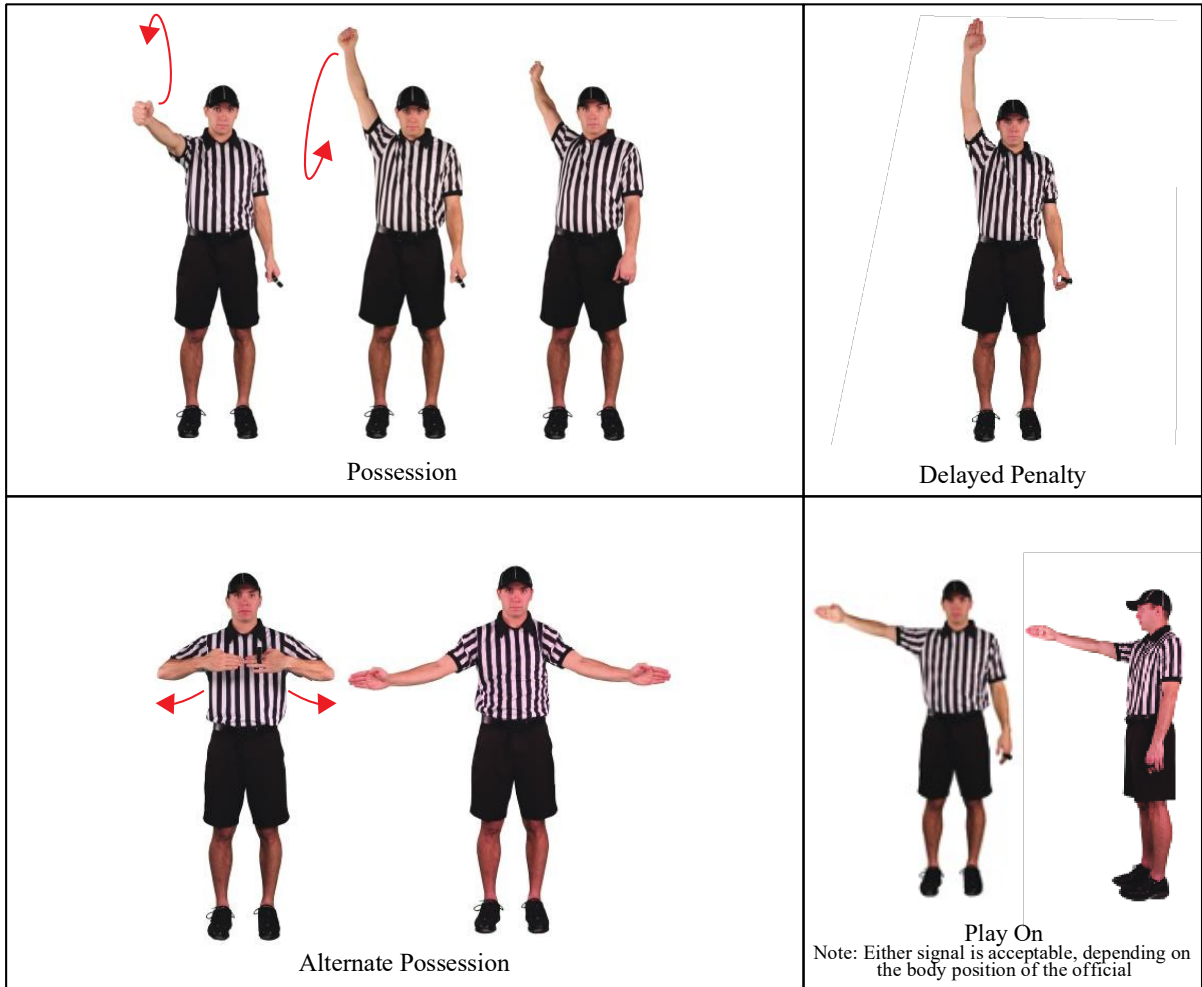 Possession
Delayed Penalty
Alternate Possession
Play On
Note: Either signal is acceptable, depending on
the body position of the official